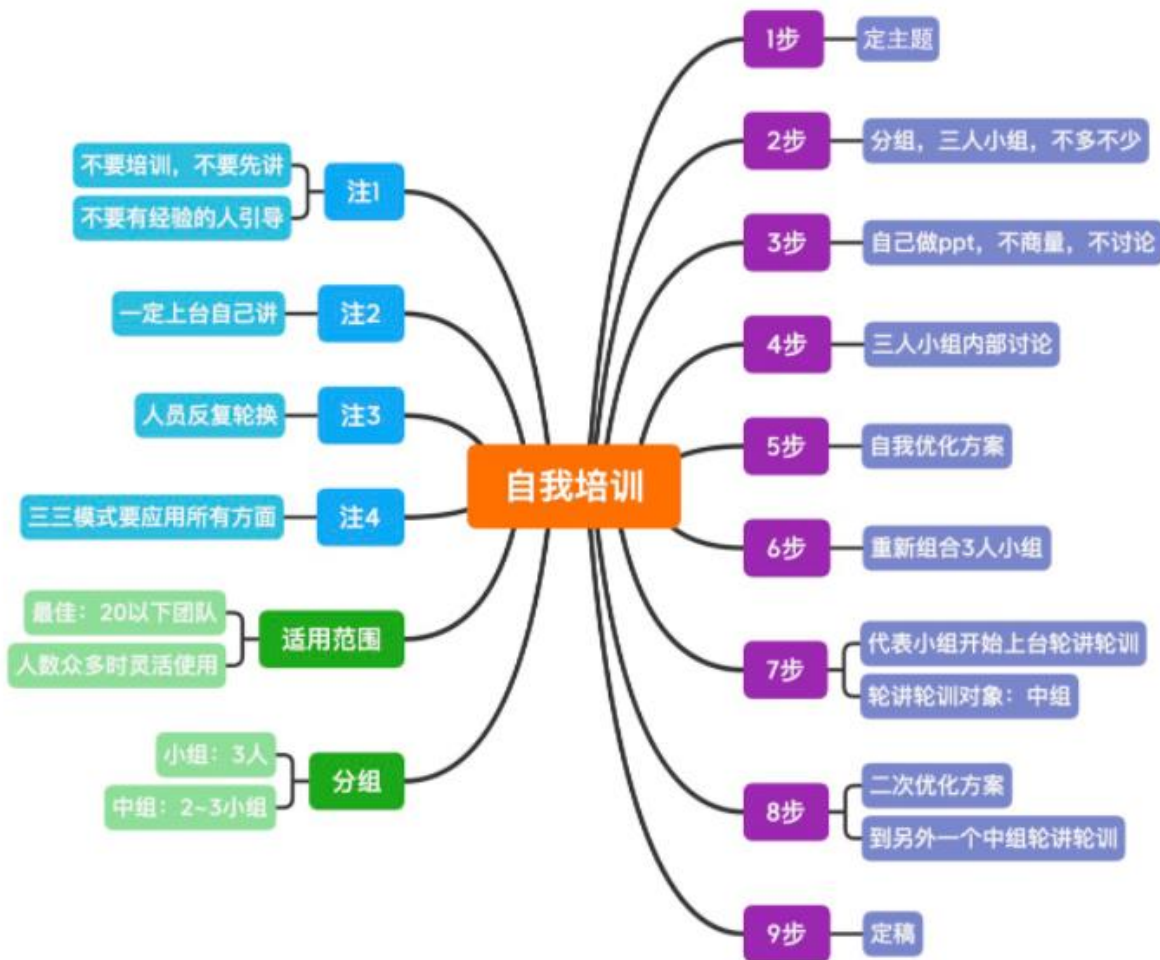 自我培训
1步
定主题
2步
分组，三人小组，不多不少
3步
自己做ppt，不商量，不讨论
4步
三人小组内部讨论
5步
自我优化方案
6步
重新组合3人小组
7步
代表小组开始上台轮讲轮训
轮讲轮训对象：中组
8步
二次优化方案
到另外一个中组轮讲轮训
9步
定稿
注1
不要培训，不要先讲
不要有经验的人引导
注2
一定上台自己讲
注3
人员反复轮换
注4
三三模式要应用所有方面
适用范围
最佳：20以下团队
人数众多时灵活使用
分组
小组：3人
中组：2~3小组